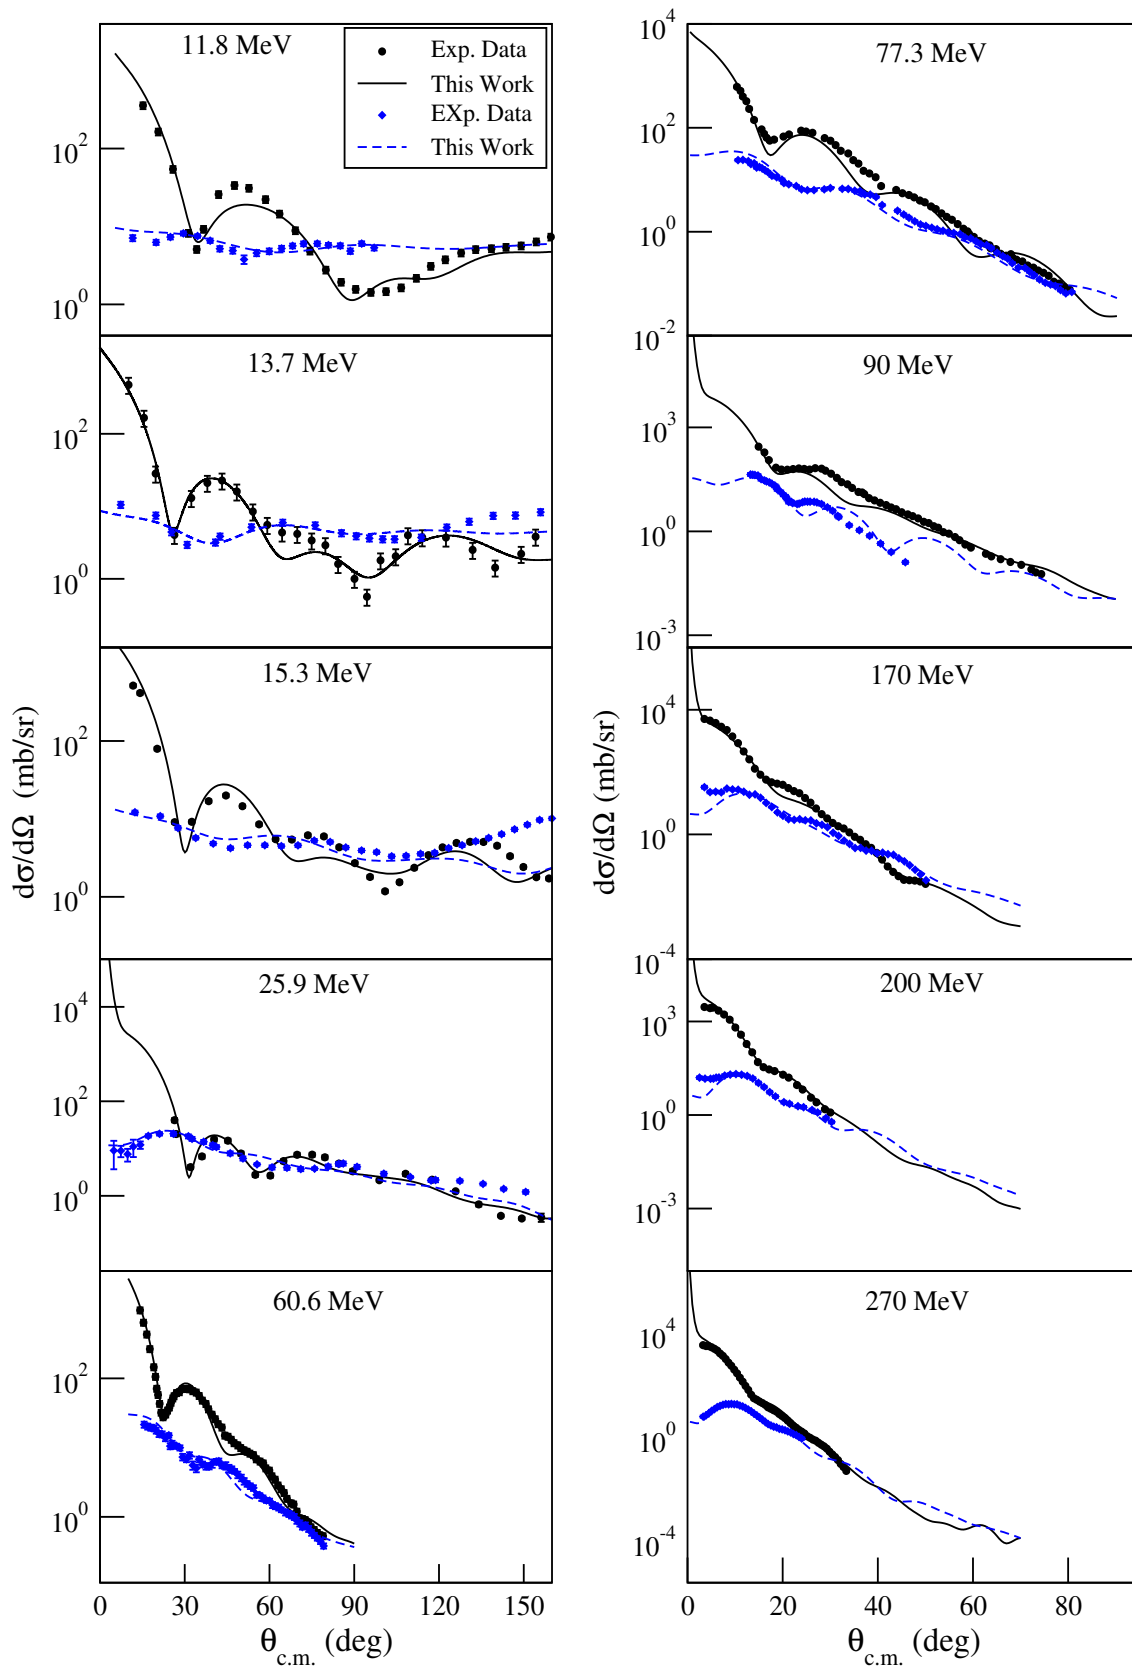 11.8 MeV
Exp. Data
This Work
EXp. Data
This Work
10^2
10^0
13.7 MeV
10^2
10^0
15.3 MeV
10^2
10^0
25.9 MeV
10^4
10^2
10^0
60.6 MeV
10^2
10^0
0 30 60 90 120 150
θc.m. (deg)
dσ/dΩ (mb/sr)
77.3 MeV
10^4
10^2
10^0
10^-2
90 MeV
10^3
10^0
10^-3
170 MeV
10^4
10^0
10^-4
200 MeV
10^3
10^0
10^-3
270 MeV
10^4
10^0
10^-4
0 20 40 60 80
θc.m. (deg)
dσ/dΩ (mb/sr)